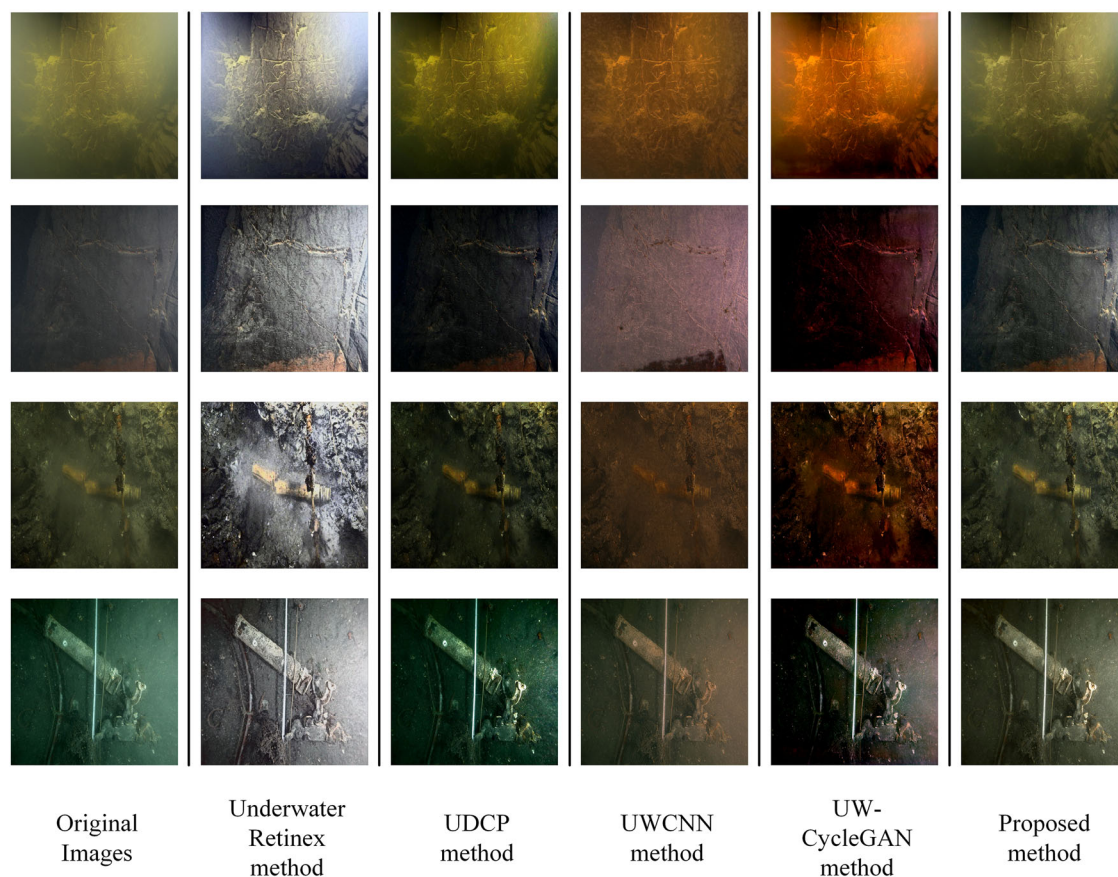 Original
Images
Underwater
Retinex
method
UDCP
method
UWCNN
method
UW-
CycleGAN
method
Proposed
method